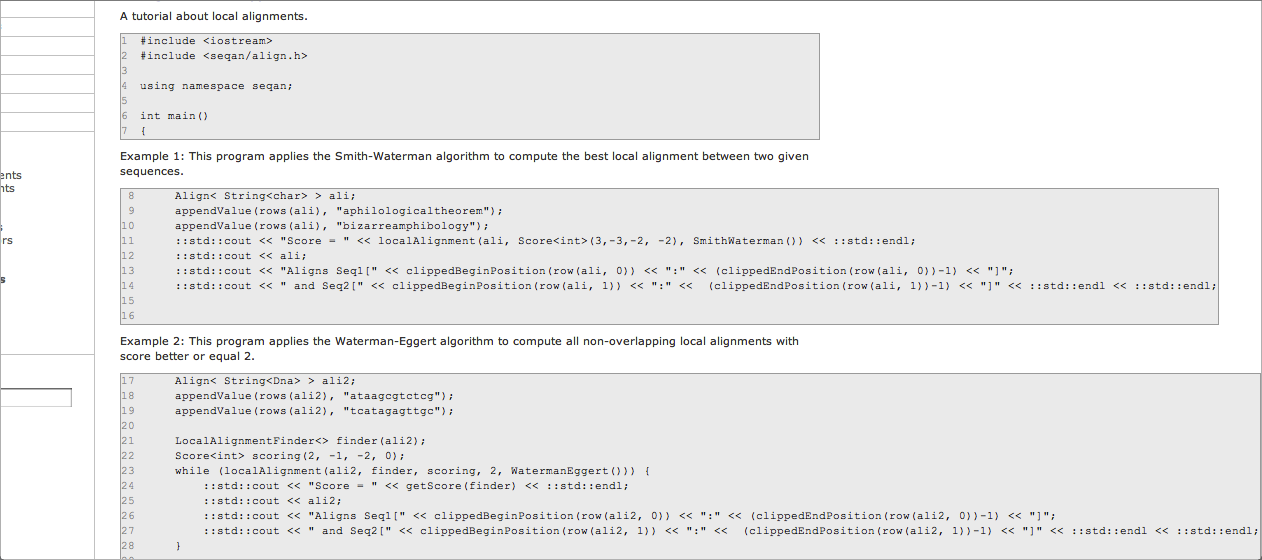 A tutorial about local alignments.
1 #include <iostream>
2 #include <seqan/align.h>
3
4 using namespace seqan;
5
6 int main()
7 {
Example 1: This program applies the Smith-Waterman algorithm to compute the best local alignment between two given
sequences.
8 Align< String<char> > ali;
9 appendValue(rows(ali), "aphilologicaltheorem");
10 appendValue(rows(ali), "bizarreamphibology");
11 ::std::cout << "Score = " << localAlignment(ali, Score<int>(3,-3,-2, -2), SmithWaterman()) << ::std::endl;
12 ::std::cout << ali;
13 ::std::cout << "Aligns Seq1[" << clippedBeginPosition(row(ali, 0)) << ":" << (clippedEndPosition(row(ali, 0))-1) << "]";
14 ::std::cout << " and Seq2[" << clippedBeginPosition(row(ali, 1)) << ":" <<  (clippedEndPosition(row(ali, 1))-1) << "]" << ::std::endl << ::std::endl;
15
16
Example 2: This program applies the Waterman-Eggert algorithm to compute all non-overlapping local alignments with
score better or equal 2.
17 Align< String<Dna> > ali2;
18 appendValue(rows(ali2), "ataagcgtctcg");
19 appendValue(rows(ali2), "tcatagagttgc");
20
21 LocalAlignmentFinder<> finder(ali2);
22 Score<int> scoring(2, -1, -2, 0);
23 while (localAlignment(ali2, finder, scoring, 2, WatermanEggert())) {
24 ::std::cout << "Score = " << getScore(finder) << ::std::endl;
25 ::std::cout << ali2;
26 ::std::cout << "Aligns Seq1[" << clippedBeginPosition(row(ali2, 0)) << ":" << (clippedEndPosition(row(ali2, 0))-1) << "]";
27 ::std::cout << " and Seq2[" << clippedBeginPosition(row(ali2, 1)) << ":" <<  (clippedEndPosition(row(ali2, 1))-1) << "]" << ::std::endl << ::std::endl;
28 }
ents
nts
rs
s